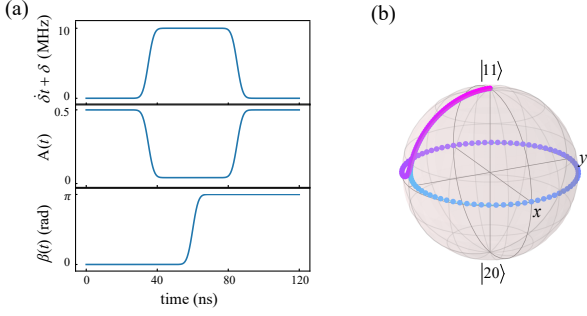 (a)
(b)
δ̇t + δ (MHz)
10
0
A(t)
0.5
0
β(t) (rad)
π
0
0
40
80
120
time (ns)
|11⟩
y
x
|20⟩